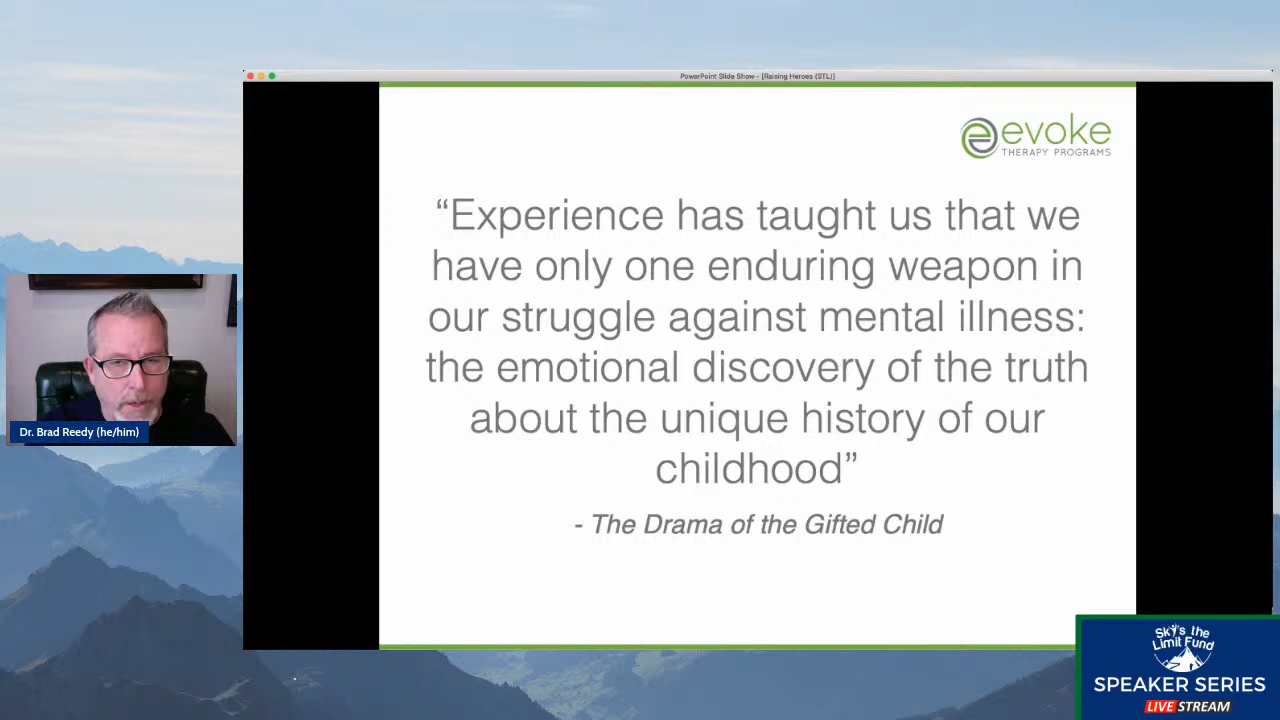 PowerPoint Slide Show - [Raising Heroes (STL)]
evoke
THERAPY PROGRAMS
“Experience has taught us that we
have only one enduring weapon in
our struggle against mental illness:
the emotional discovery of the truth
about the unique history of our
childhood”
- The Drama of the Gifted Child
Dr. Brad Reedy (he/him)
Sky's the
Limit Fund
SPEAKER SERIES
LIVE STREAM